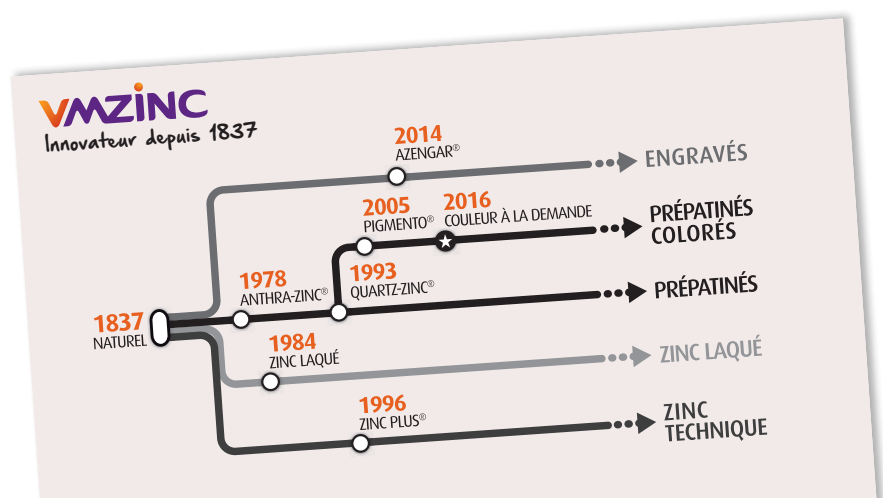 VMZINC
Innovateur depuis 1837
2014
AZENGAR®
ENGRAVÉS
2005
PIGMENTO®
2016
COULEUR À LA DEMANDE
PRÉPATINÉS
COLORÉS
1978
ANTHRA-ZINC®
1993
QUARTZ-ZINC®
PRÉPATINÉS
1837
NATUREL
1984
ZINC LAQUÉ
ZINC LAQUÉ
1996
ZINC PLUS®
ZINC
TECHNIQUE